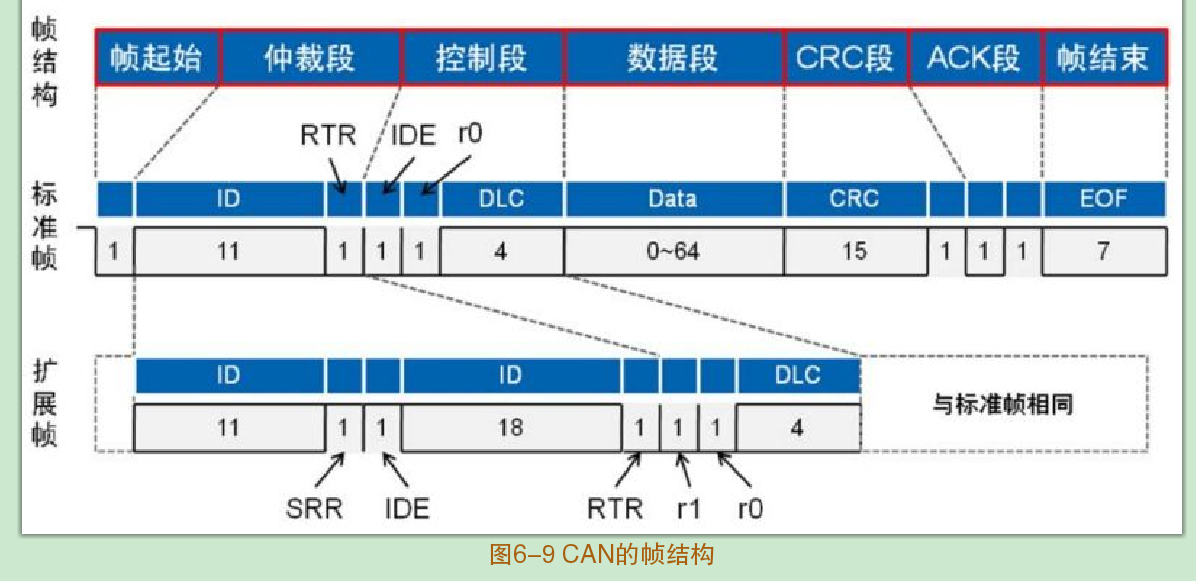 帧结构
帧起始 仲裁段 控制段 数据段 CRC段 ACK段 帧结束
RTR IDE r0
标准帧
ID DLC Data CRC EOF
1 11 1 1 1 4 0~64 15 1 1 1 7
扩展帧
ID ID DLC
11 1 1 18 1 1 1 4
与标准帧相同
SRR IDE RTR r1 r0
图6-9 CAN的帧结构